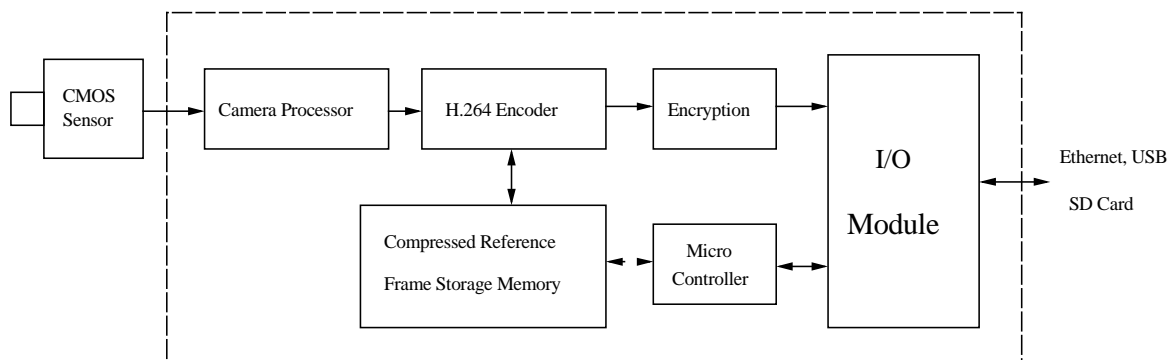 CMOS
Sensor
Camera Processor
H.264 Encoder
Encryption
I/O
Module
Ethernet, USB
SD Card
Compressed Reference
Frame Storage Memory
Micro
Controller